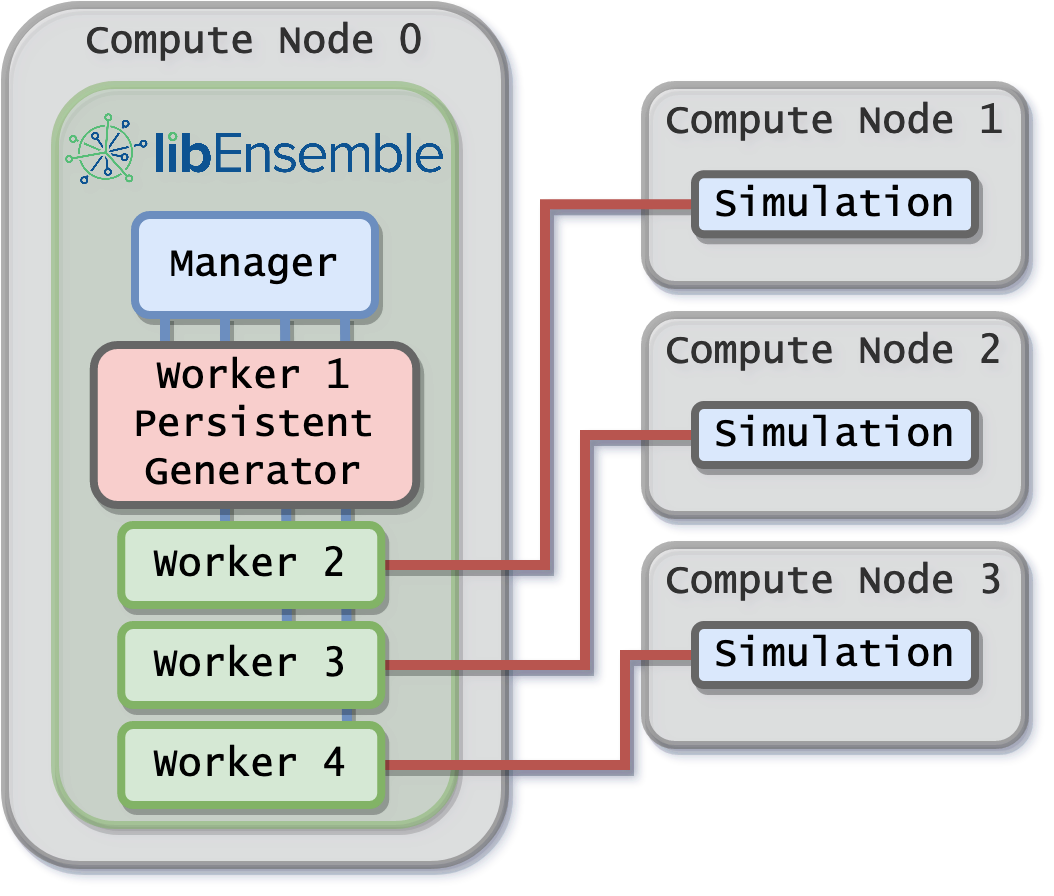 Compute Node 0
libEnsemble
Manager
Worker 1
Persistent
Generator
Worker 2
Worker 3
Worker 4
Compute Node 1
Simulation
Compute Node 2
Simulation
Compute Node 3
Simulation